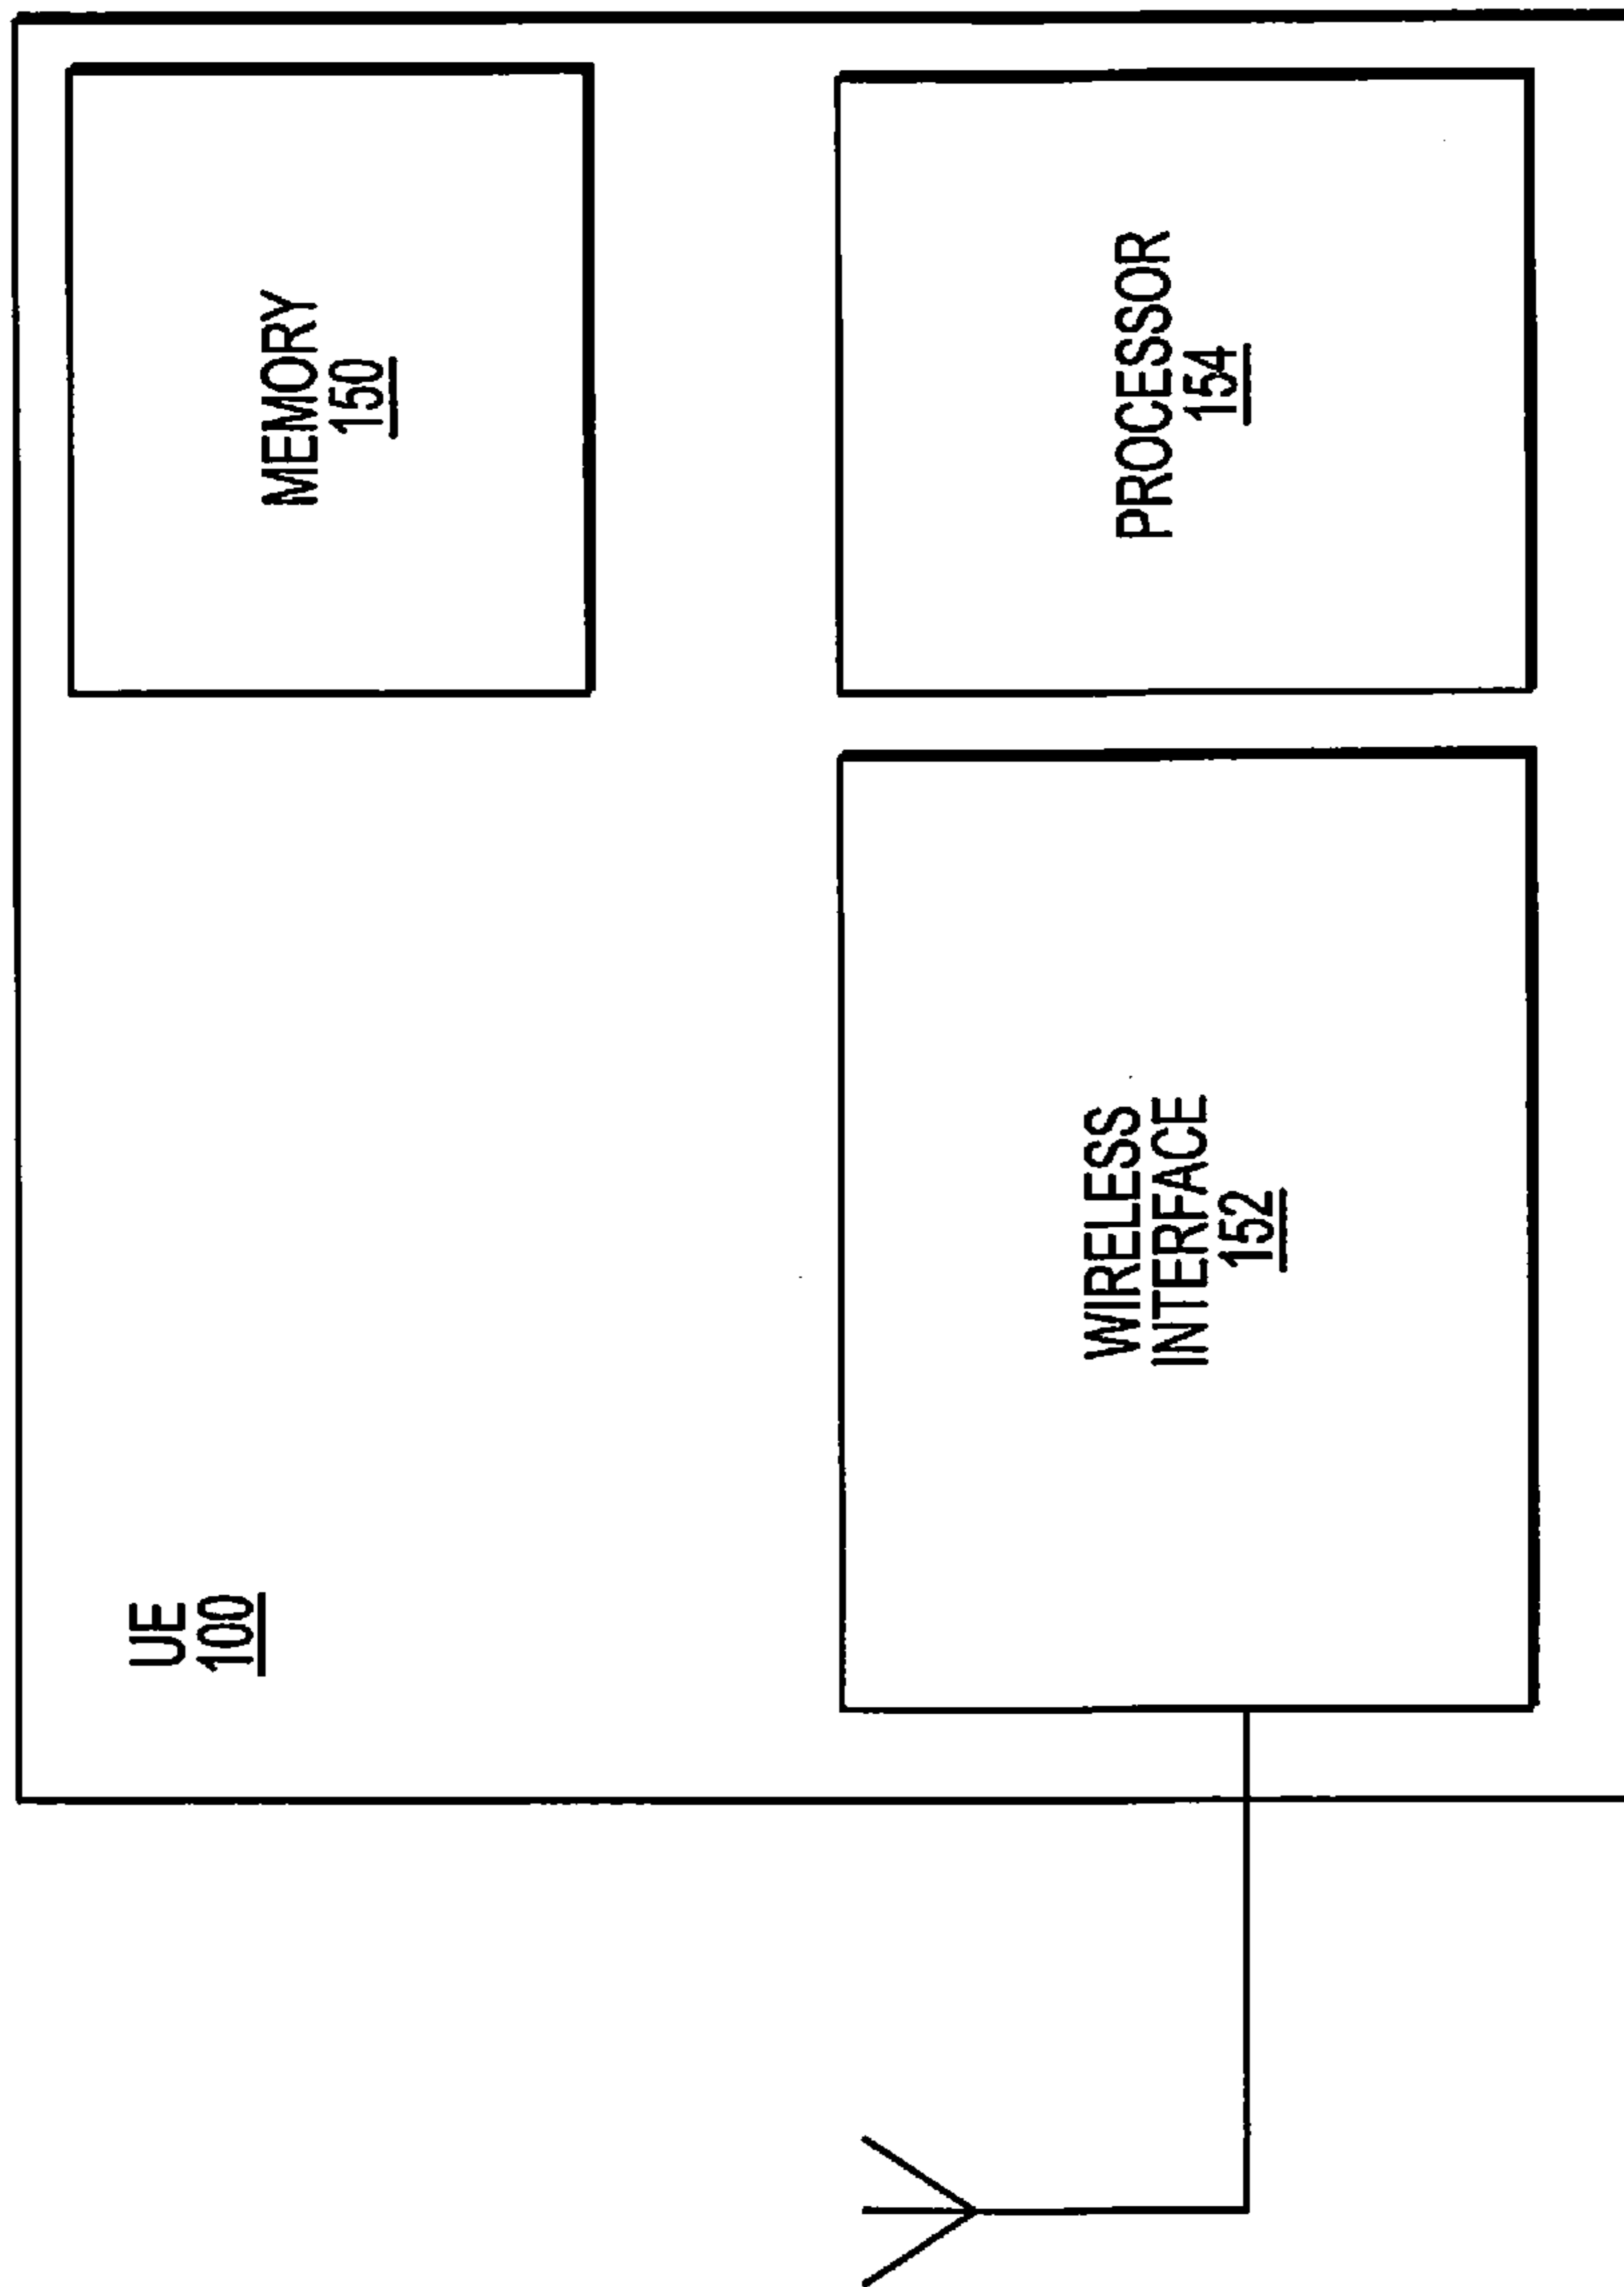 UE
100
MEMORY
150
WIRELESS
INTERFACE
152
PROCESSOR
154